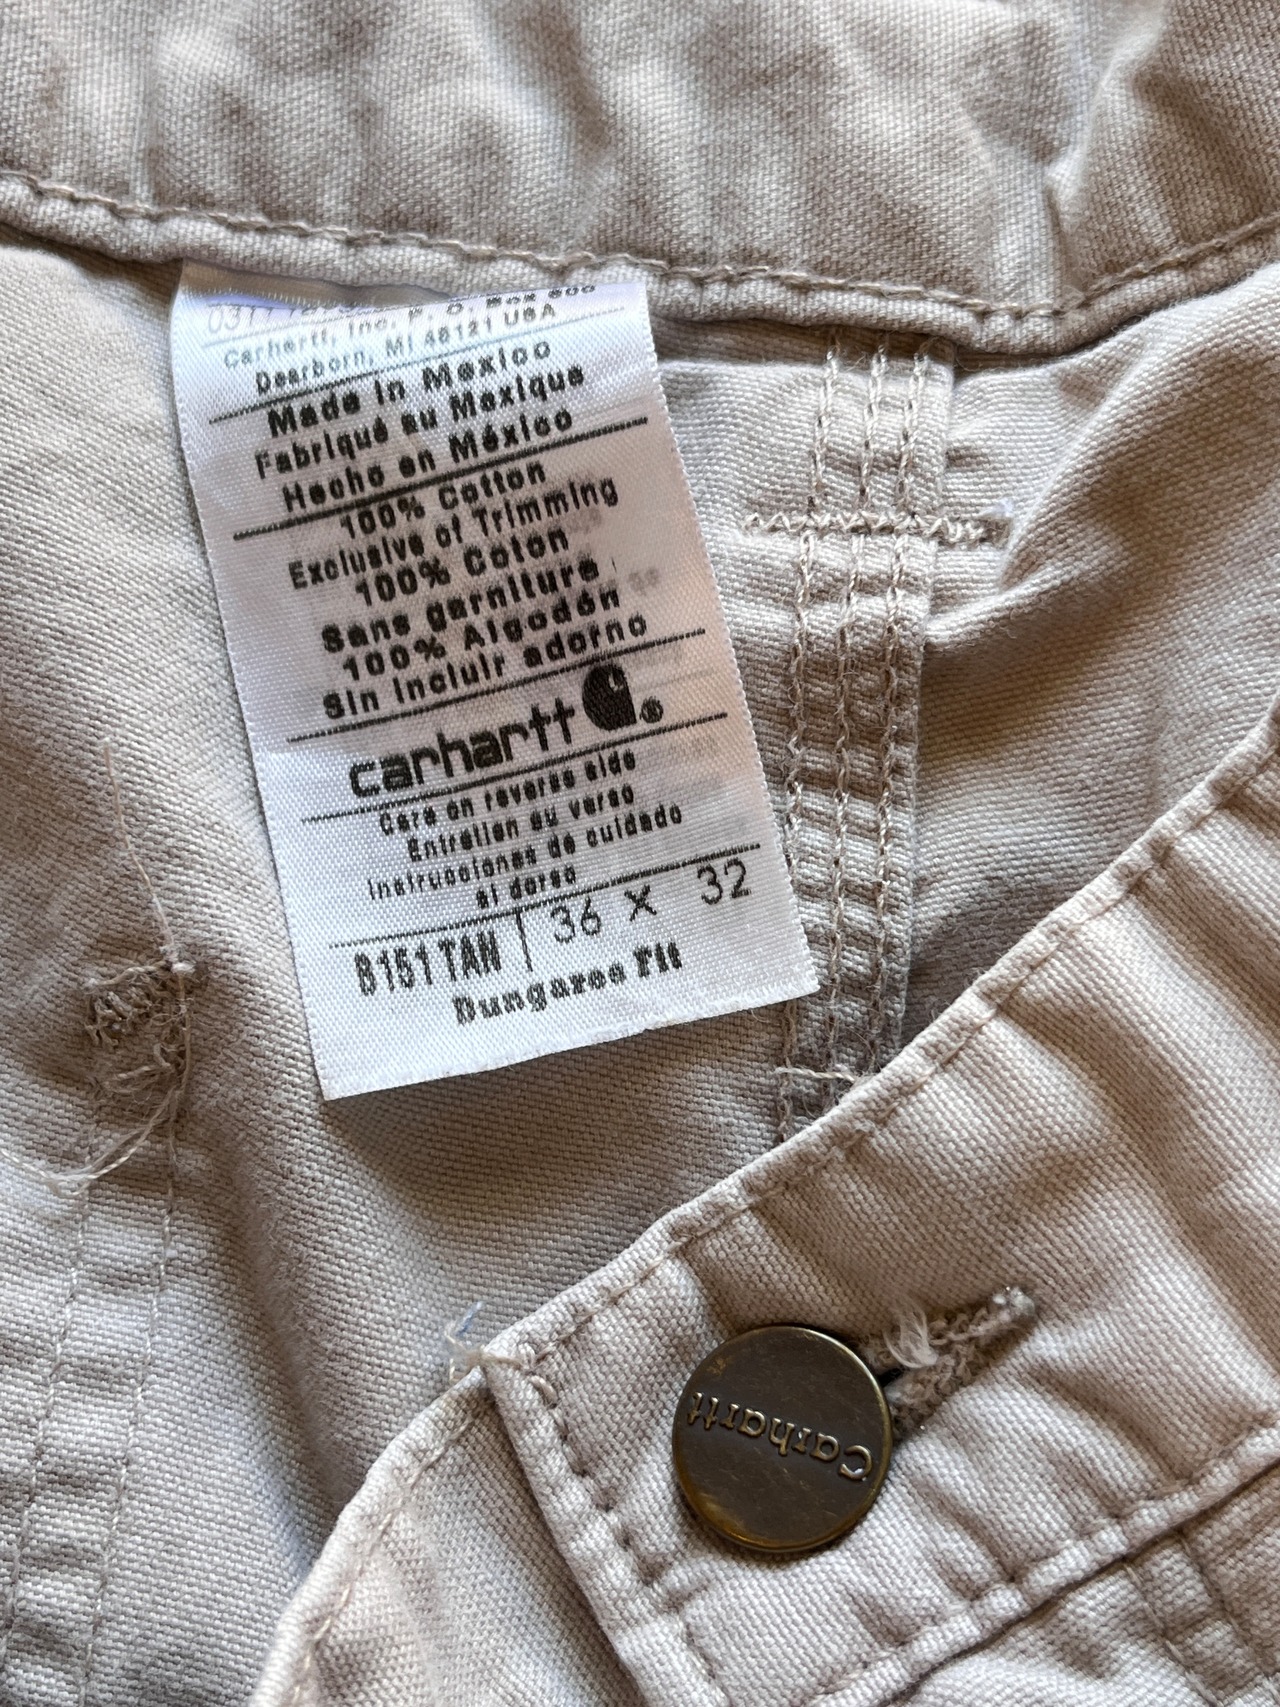 Carhartt, Inc. P. O. Box 600
Dearborn, MI 48121 USA
Made in Mexico
Fabriqué au Mexique
Hecho en México
100% Cotton
Exclusive of Trimming
100% Coton
Sans garniture
100% Algodón
Sin incluir adorno
carhartt ®
Care on reverse side
Entretien au verso
Instrucciones de cuidado
al dorso
B151 TAN 36 X 32
Dungaree Fit
Carhartt